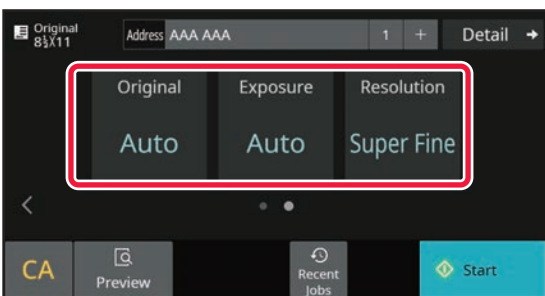 Original
8½X11
Address AAA AAA
1 +
Detail
Original
Exposure
Resolution
Auto
Auto
Super Fine
CA
Preview
Recent
Jobs
Start